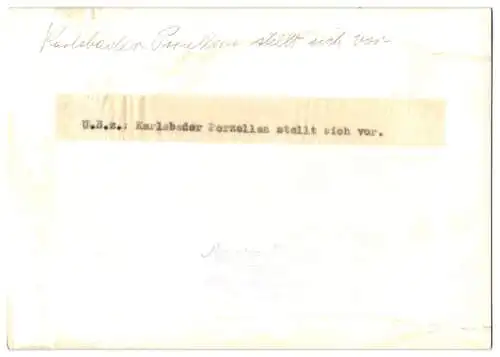 Karlsbader Porzellan stellt sich vor.
U.B.z.: Karlsbader Porzellan stellt sich vor.